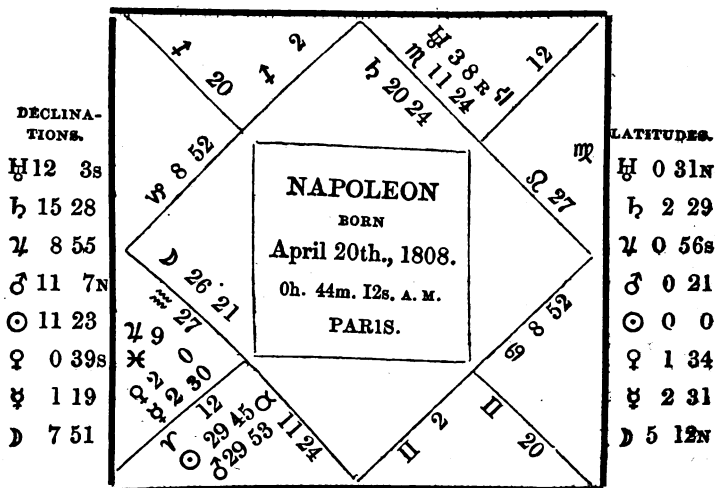 DECLINATIONS.
♅ 12 3s
♄ 15 28
♃ 8 55
♂ 11 7N
☉ 11 23
♀ 0 39s
☿ 1 19
☽ 7 51
♐ 20
♐ 2
♅ 3 8 R
♏ 11 24
♄ 20 24
12
♍
♌ 27
♑ 8 52
NAPOLEON
BORN
April 20th., 1808.
0h. 44m. 12s. A. M.
PARIS.
☽ 26 21
♒ 27
♃ 9 0
♓
♀ 2
☿ 2 30
♈ 12
☉ 29 45
♂ 29 53
♉ 11 24
♊ 2
♊ 20
♋ 8 52
LATITUDES.
♅ 0 31N
♄ 2 29
♃ 0 56s
♂ 0 21
☉ 0 0
♀ 1 34
☿ 2 31
☽ 5 12N